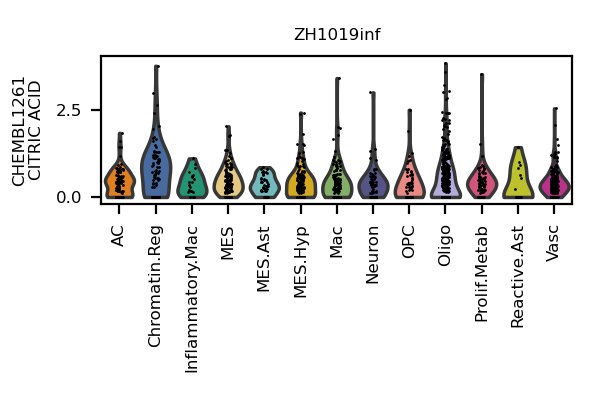 ZH1019inf
CHEMBL1261
CITRIC ACID
2.5
0.0
AC
Chromatin.Reg
Inflammatory.Mac
MES
MES.Ast
MES.Hyp
Mac
Neuron
OPC
Oligo
Prolif.Metab
Reactive.Ast
Vasc